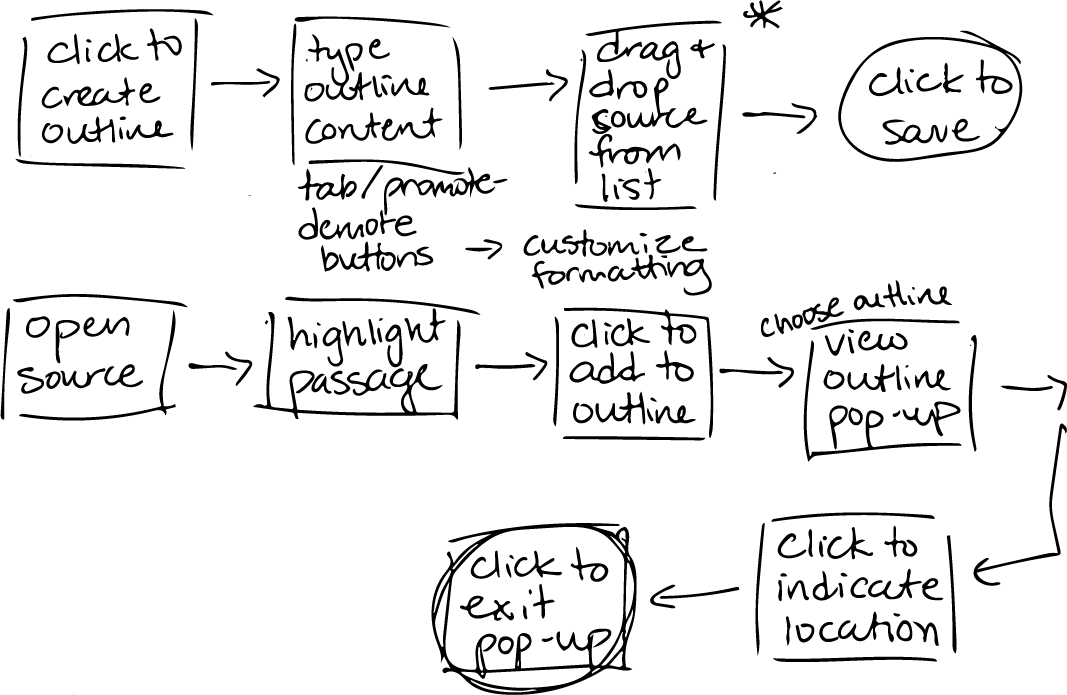 click to
create
outline
type
outline
content
drag +
drop
source
from
list
*
click to
save
tab/promote-
demote
buttons
customize
formatting
open
source
highlight
passage
click to
add to
outline
choose outline
view
outline
pop-up
click to
indicate
location
click to
exit
pop-up